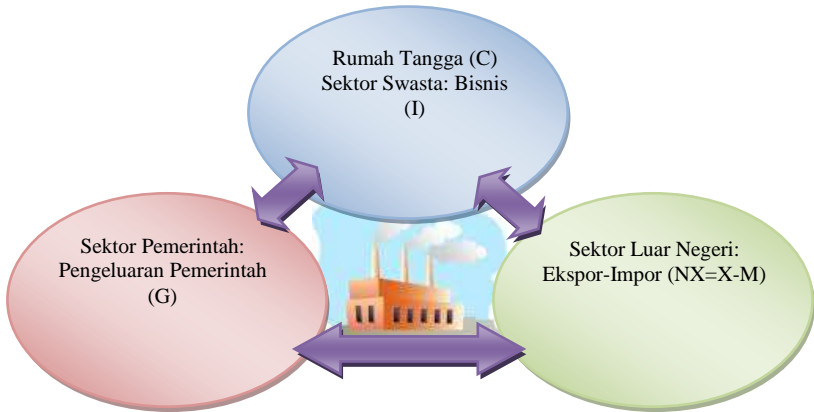 Rumah Tangga (C)
Sektor Swasta: Bisnis
(I)
Sektor Pemerintah:
Pengeluaran Pemerintah
(G)
Sektor Luar Negeri:
Ekspor-Impor (NX=X-M)